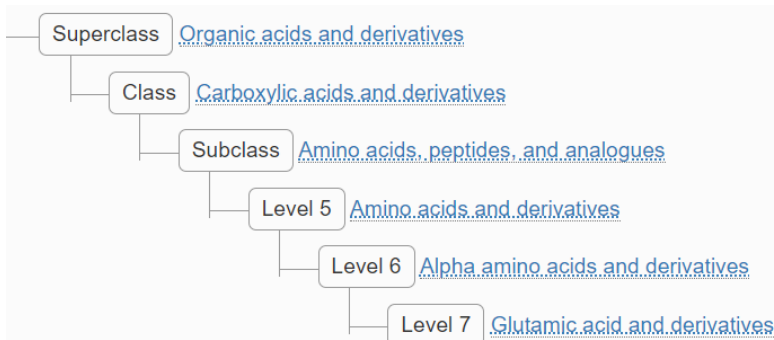 Superclass Organic acids and derivatives
Class Carboxylic acids and derivatives
Subclass Amino acids, peptides, and analogues
Level 5 Amino acids and derivatives
Level 6 Alpha amino acids and derivatives
Level 7 Glutamic acid and derivatives